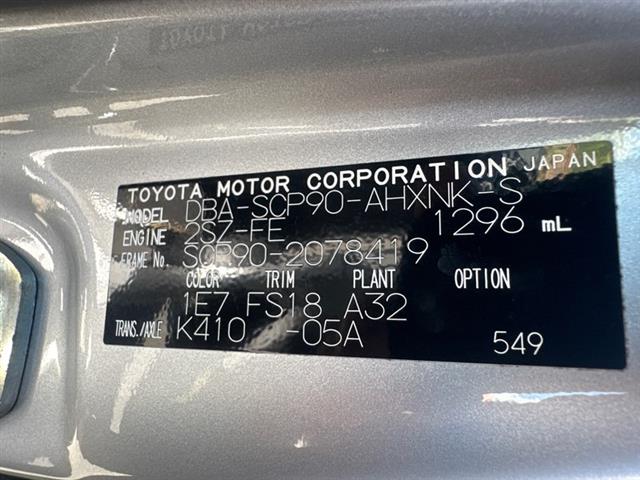 TOYOTA MOTOR CORPORATION JAPAN
MODEL DBA-SCP90-AHXNK-S
ENGINE 2SZ-FE 1296 mL
FRAME No. SCP90-2078419
COLOR TRIM PLANT OPTION
1E7 FS18 A32
TRANS./AXLE K410 -05A
549